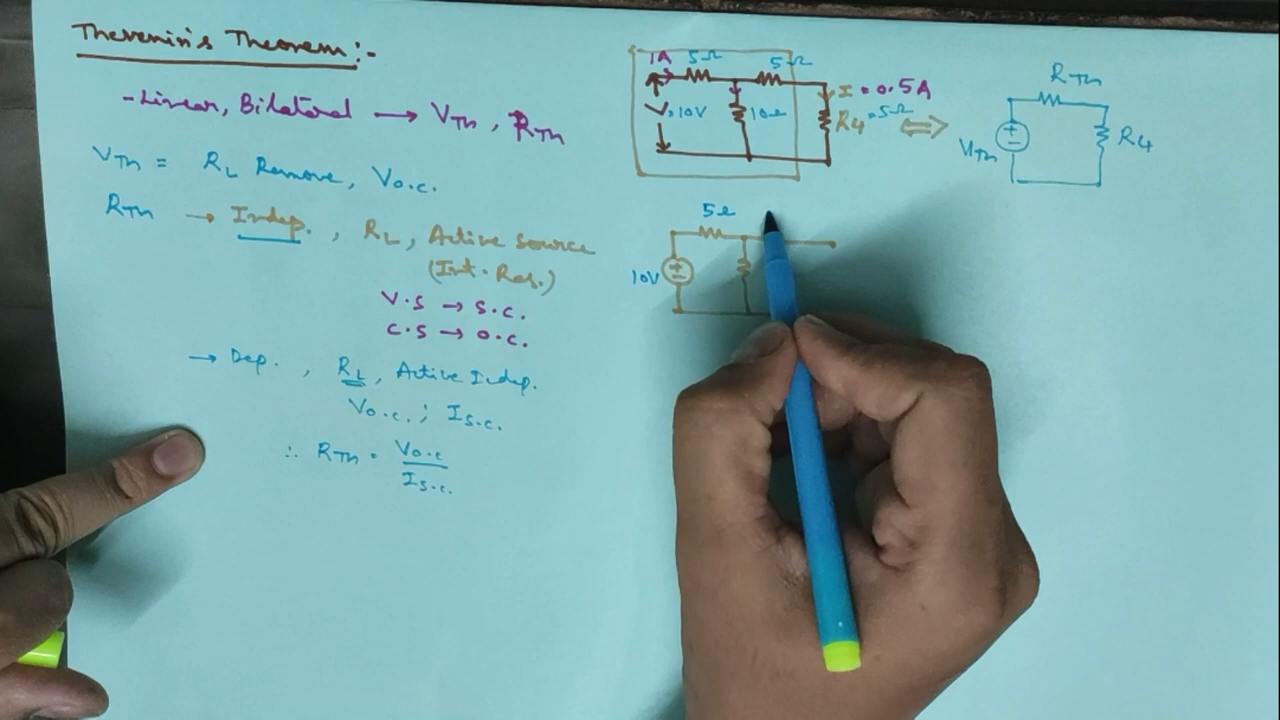 Thevenin's Theorem:-
-Linear, Bilateral → VTh, RTh
VTh = RL Remove, Vo.c.
RTh → Indep., RL, Active source
(Int. Res.)
V.S → S.C.
C.S → O.C.
→ Dep., RL, Active Indep.
Vo.c.; Is.c.
∴ RTh = Vo.c / Is.c.
1A 5Ω 5Ω
V=10V 10Ω I = 0.5A
R4=5Ω ⇔
RTh
VTh R4
5Ω
10V